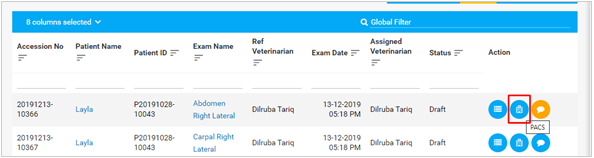 8 columns selected Global Filter
Accession No Patient Name Patient ID Exam Name Ref Veterinarian Exam Date Assigned Veterinarian Status Action
20191213-10366 Layla P20191028-10043 Abdomen Right Lateral Dilruba Tariq 13-12-2019 05:18 PM Dilruba Tariq Draft
PACS
20191213-10367 Layla P20191028-10043 Carpal Right Lateral Dilruba Tariq 13-12-2019 05:18 PM Dilruba Tariq Draft